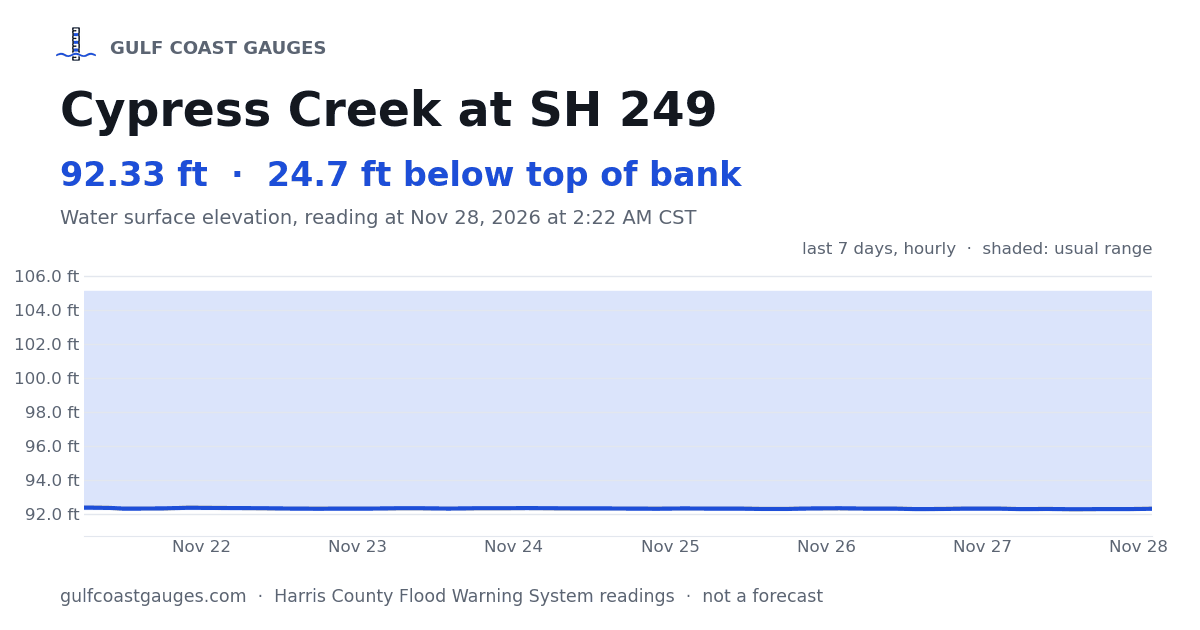 GULF COAST GAUGES
Cypress Creek at SH 249
92.33 ft · 24.7 ft below top of bank
Water surface elevation, reading at Nov 28, 2026 at 2:22 AM CST
last 7 days, hourly · shaded: usual range
106.0 ft
104.0 ft
102.0 ft
100.0 ft
98.0 ft
96.0 ft
94.0 ft
92.0 ft
Nov 22 Nov 23 Nov 24 Nov 25 Nov 26 Nov 27 Nov 28
gulfcoastgauges.com · Harris County Flood Warning System readings · not a forecast